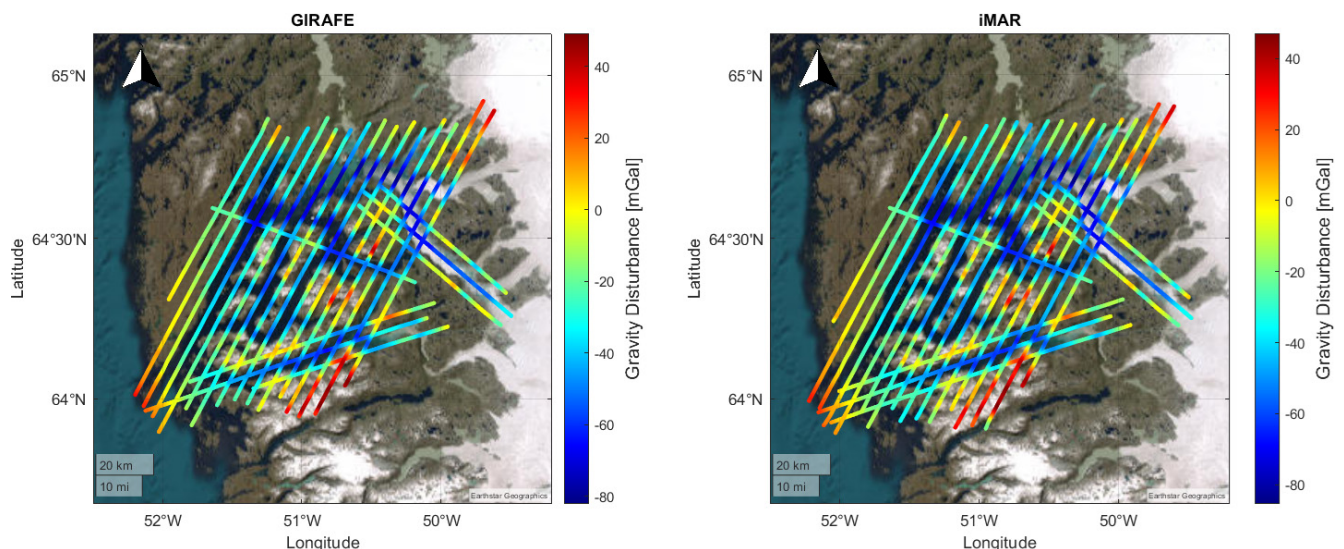 GIRAFE
65°N
64°30'N
64°N
Latitude
20 km
10 mi
Earthstar Geographics
52°W
51°W
50°W
Longitude
40
20
0
-20
-40
-60
-80
Gravity Disturbance [mGal]
iMAR
65°N
64°30'N
64°N
Latitude
20 km
10 mi
Earthstar Geographics
52°W
51°W
50°W
Longitude
40
20
0
-20
-40
-60
-80
Gravity Disturbance [mGal]